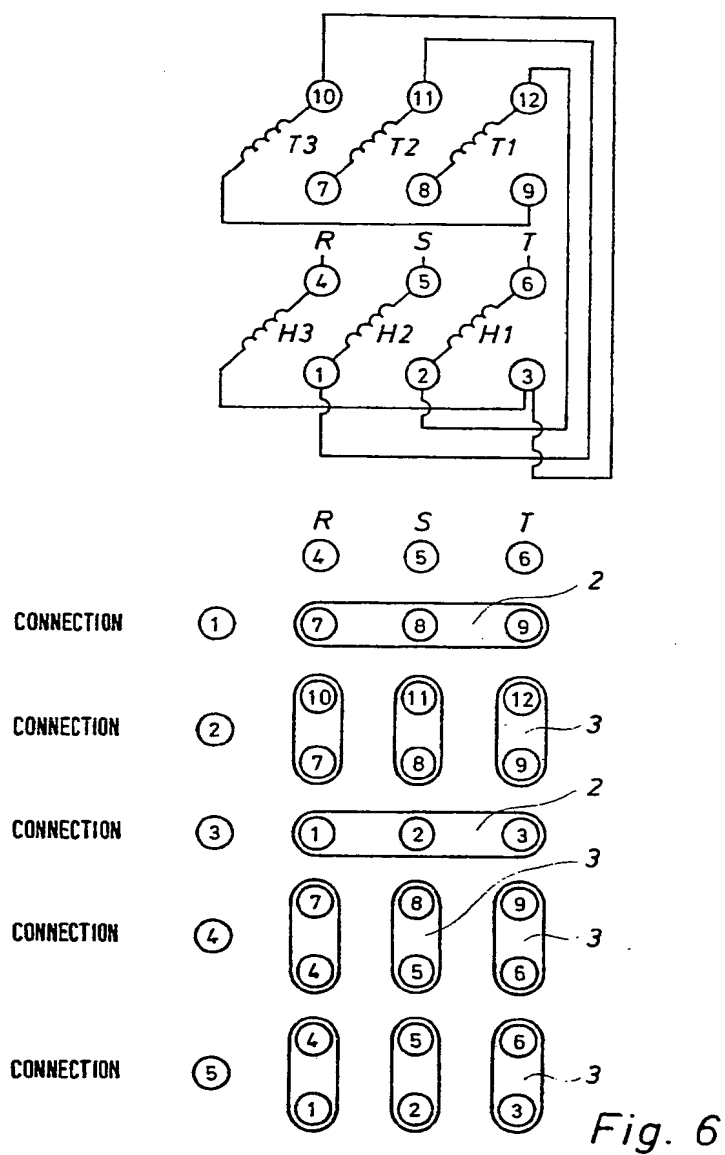 10 11 12
T3 T2 T1
7 8 9
R S T
4 5 6
H3 H2 H1
1 2 3
R S T
4 5 6
2
CONNECTION 1 7 8 9
10 11 12
CONNECTION 2 3
7 8 9
2
CONNECTION 3 1 2 3
3
7 8 9
CONNECTION 4 3
4 5 6
4 5 6
CONNECTION 5 3
1 2 3
Fig. 6